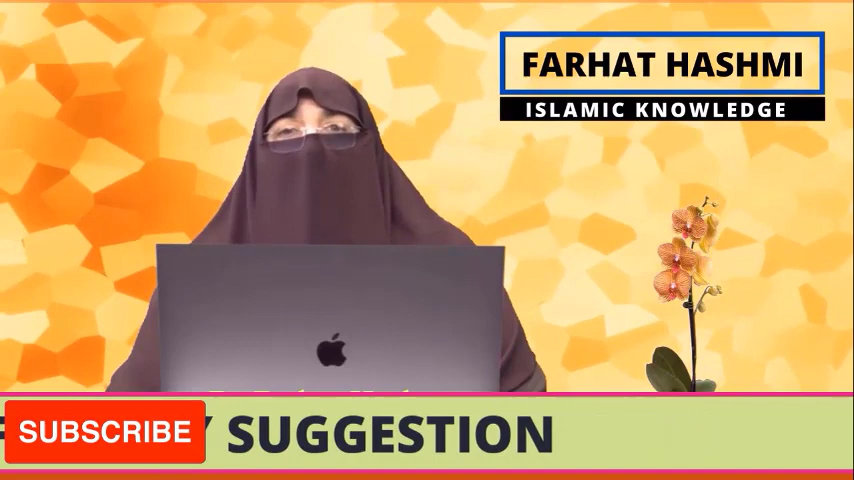 FARHAT HASHMI
ISLAMIC KNOWLEDGE
SUBSCRIBE
SUGGESTION